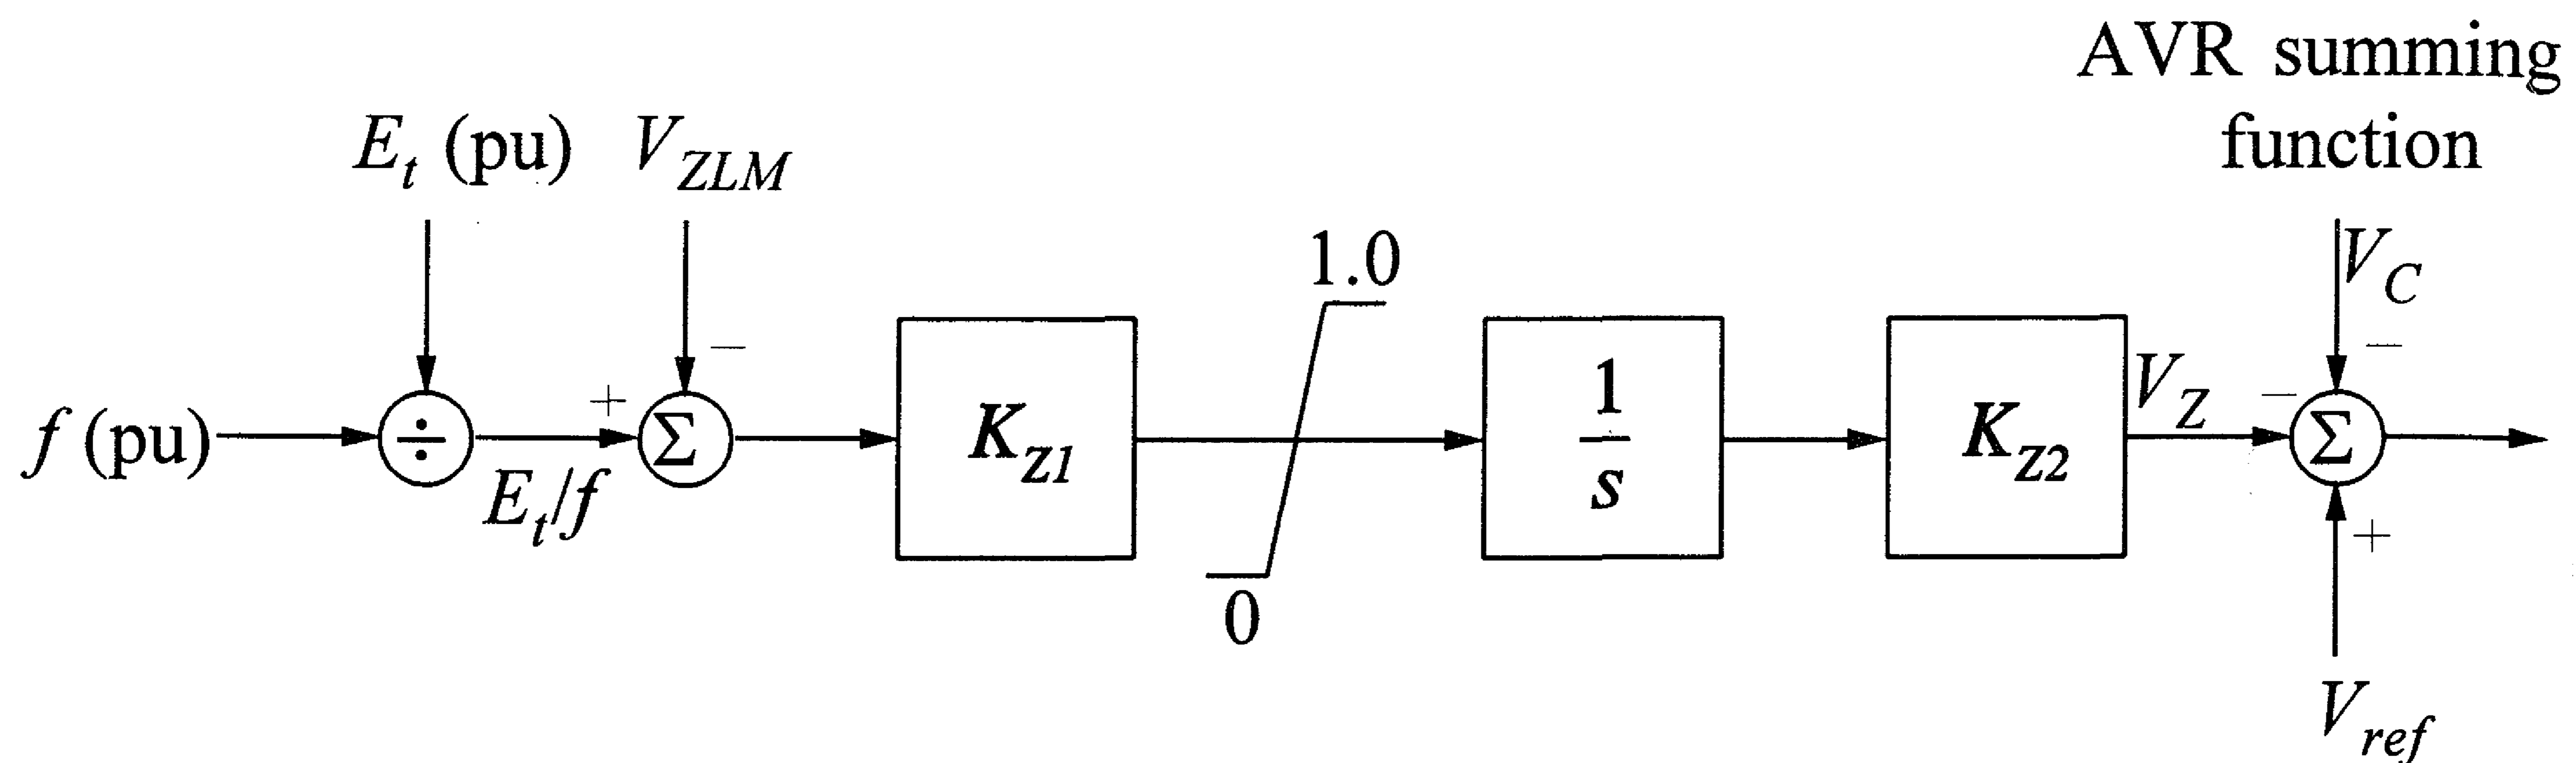 AVR summing
function
E_t (pu)
V_ZLM
V_C
1.0
−
−
f (pu)
÷
+
Σ
K_Z1
1/s
K_Z2
V_Z
−
Σ
E_t/f
0
+
V_ref